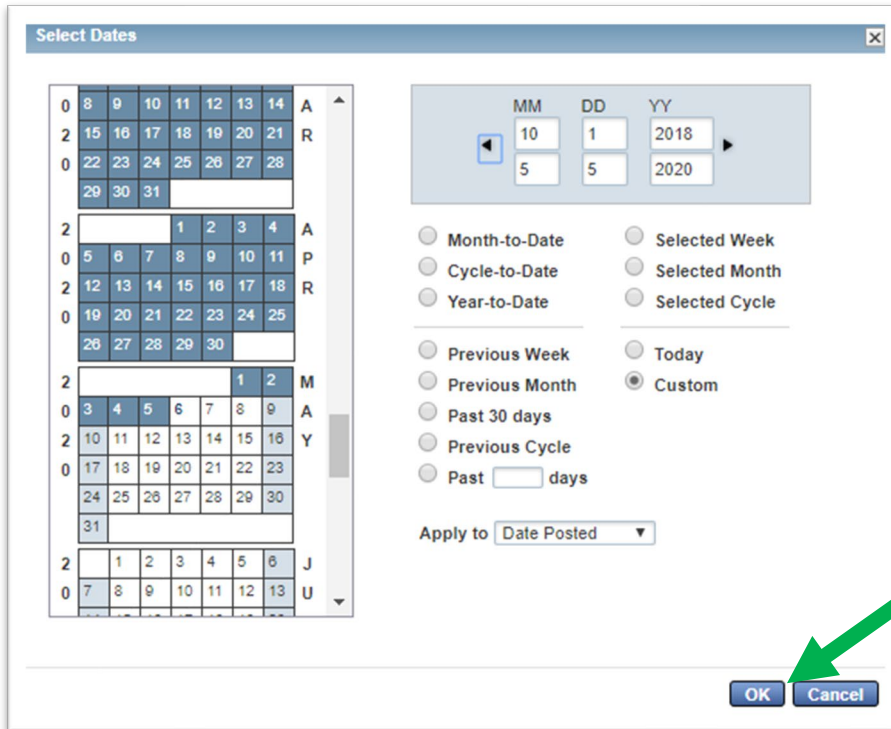 Select Dates
0 8 9 10 11 12 13 14 A
2 15 16 17 18 19 20 21 R
0 22 23 24 25 26 27 28
29 30 31
2 1 2 3 4 A
0 5 6 7 8 9 10 11 P
2 12 13 14 15 16 17 18 R
0 19 20 21 22 23 24 25
26 27 28 29 30
2 1 2 M
0 3 4 5 6 7 8 9 A
2 10 11 12 13 14 15 16 Y
0 17 18 19 20 21 22 23
24 25 26 27 28 29 30
31
2 1 2 3 4 5 6 J
0 7 8 9 10 11 12 13 U
MM DD YY
10 1 2018
5 5 2020
Month-to-Date
Cycle-to-Date
Year-to-Date
Selected Week
Selected Month
Selected Cycle
Previous Week
Previous Month
Past 30 days
Previous Cycle
Past days
Today
Custom
Apply to Date Posted
OK Cancel